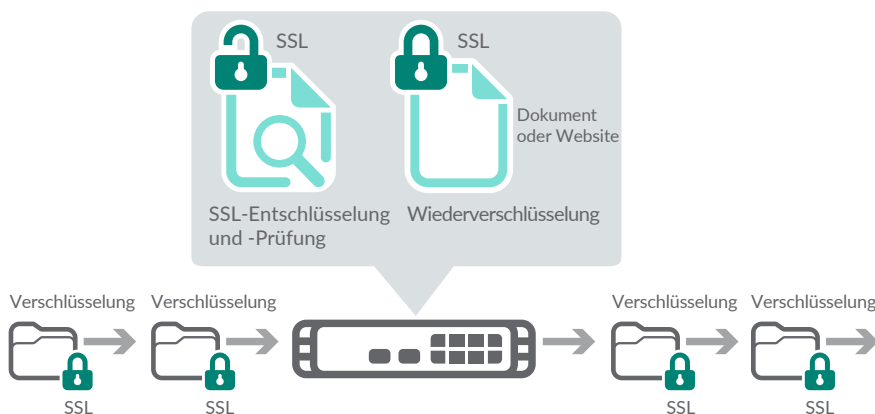 SSL
SSL
Dokument
oder Website
SSL-Entschlüsselung
und -Prüfung
Wiederverschlüsselung
Verschlüsselung
Verschlüsselung
Verschlüsselung
Verschlüsselung
SSL
SSL
SSL
SSL